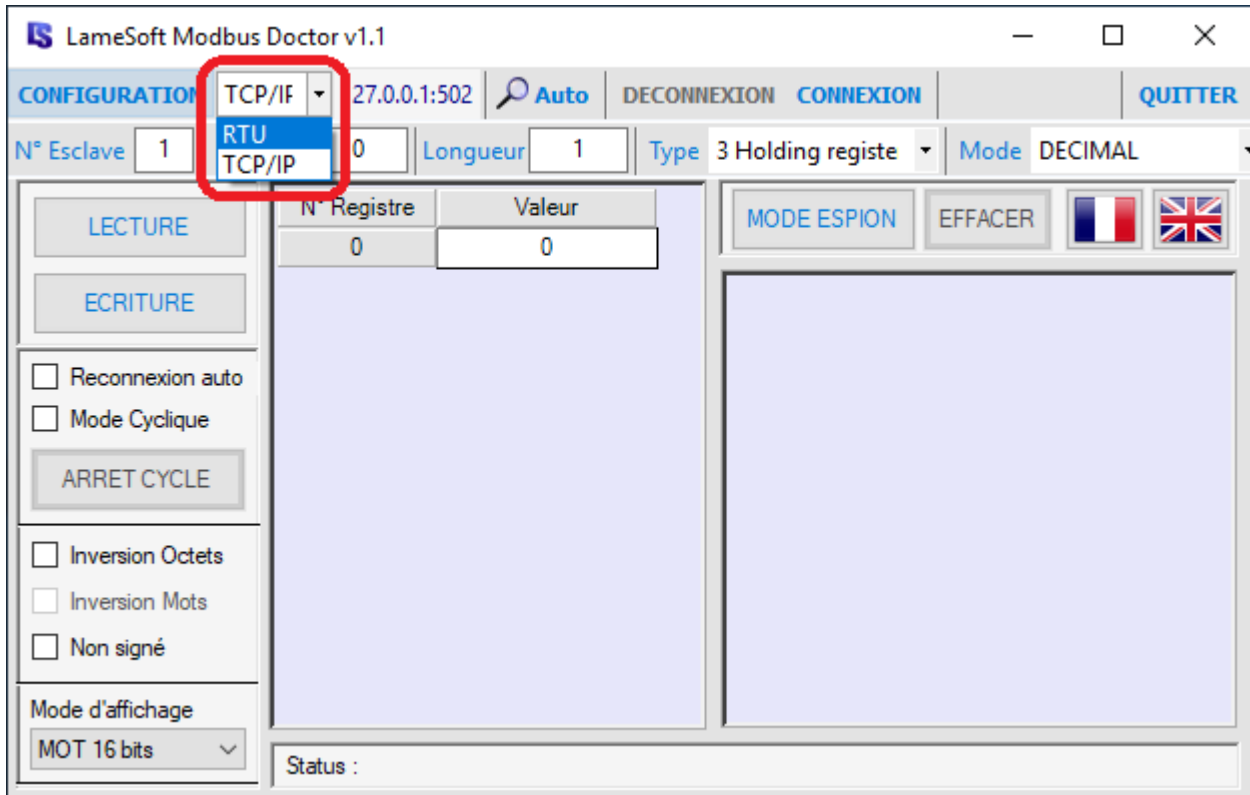 LameSoft Modbus Doctor v1.1
CONFIGURATION TCP/IF 27.0.0.1:502 Auto DECONNEXION CONNEXION QUITTER
N° Esclave 1 0 Longueur 1 Type 3 Holding registe Mode DECIMAL
RTU
TCP/IP
LECTURE
ECRITURE
Reconnexion auto
Mode Cyclique
ARRET CYCLE
Inversion Octets
Inversion Mots
Non signé
Mode d'affichage
MOT 16 bits
N° Registre Valeur
0 0
MODE ESPION EFFACER
Status :